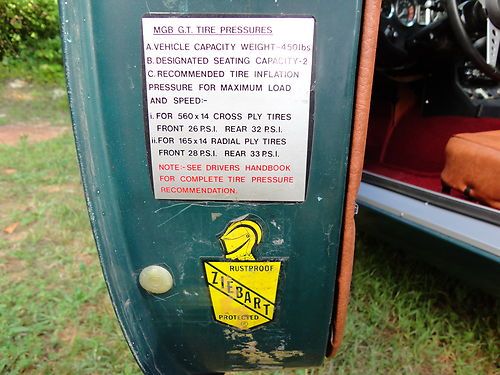 MGB G.T. TIRE PRESSURES
A.VEHICLE CAPACITY WEIGHT-450lbs
B.DESIGNATED SEATING CAPACITY-2
C.RECOMMENDED TIRE INFLATION
PRESSURE FOR MAXIMUM LOAD
AND SPEED:-
i. FOR 560x14 CROSS PLY TIRES
FRONT 26 P.S.I. REAR 32 P.S.I.
ii.FOR 165x14 RADIAL PLY TIRES
FRONT 28 P.S.I. REAR 33 P.S.I.
NOTE:-SEE DRIVERS HANDBOOK
FOR COMPLETE TIRE PRESSURE
RECOMMENDATION.
RUSTPROOF
ZIEBART
PROTECTED
®